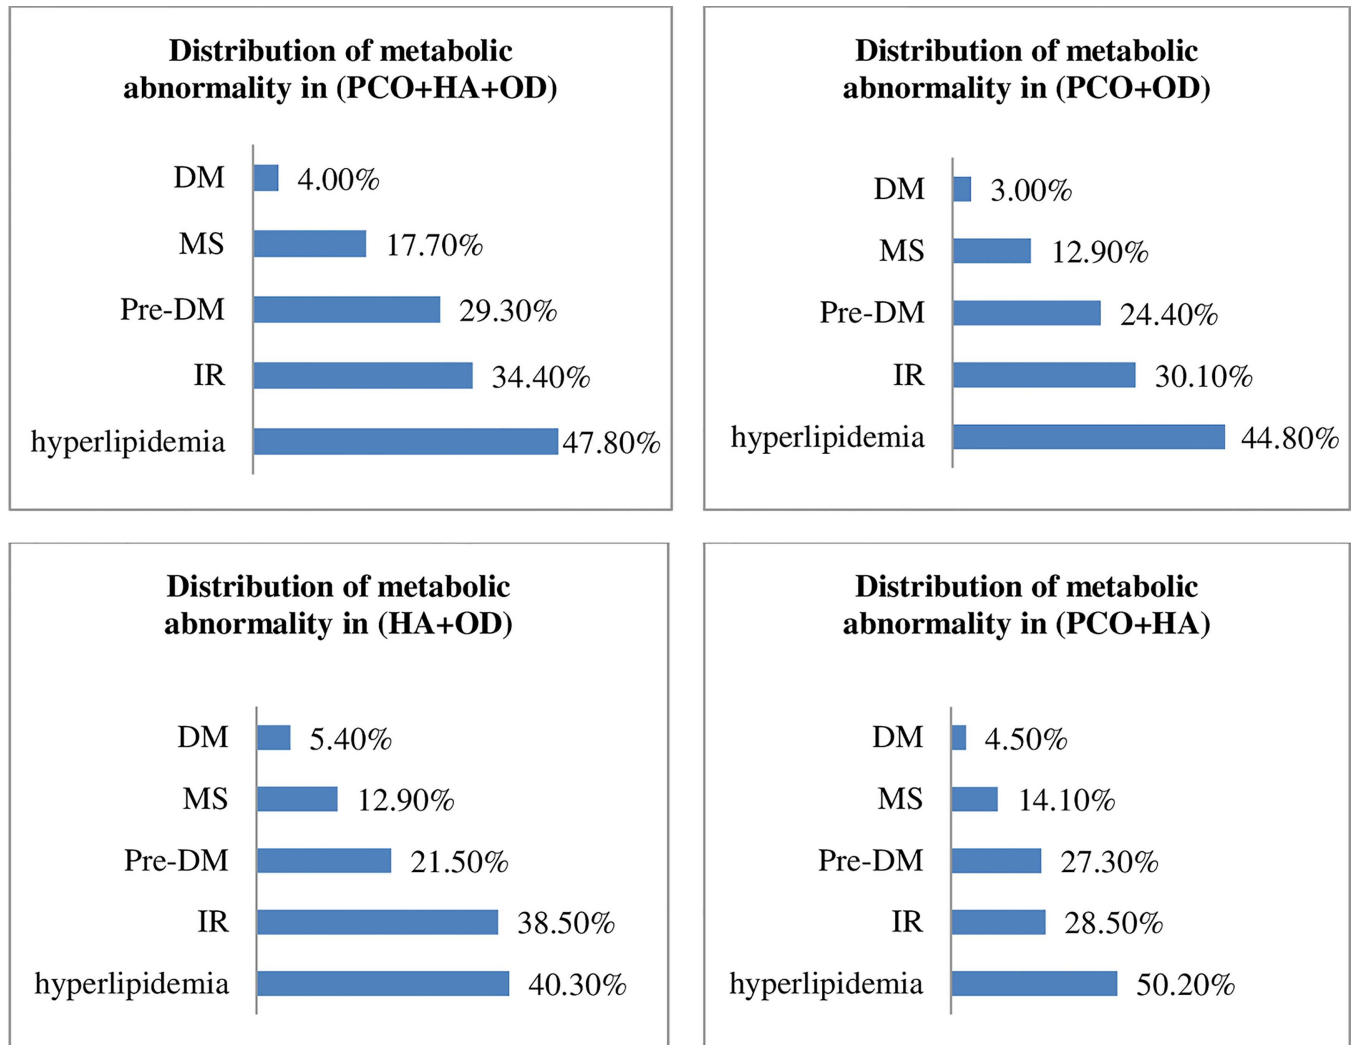 Distribution of metabolic
abnormality in (PCO+HA+OD)
DM 4.00%
MS 17.70%
Pre-DM 29.30%
IR 34.40%
hyperlipidemia 47.80%
Distribution of metabolic
abnormality in (PCO+OD)
DM 3.00%
MS 12.90%
Pre-DM 24.40%
IR 30.10%
hyperlipidemia 44.80%
Distribution of metabolic
abnormality in (HA+OD)
DM 5.40%
MS 12.90%
Pre-DM 21.50%
IR 38.50%
hyperlipidemia 40.30%
Distribution of metabolic
abnormality in (PCO+HA)
DM 4.50%
MS 14.10%
Pre-DM 27.30%
IR 28.50%
hyperlipidemia 50.20%